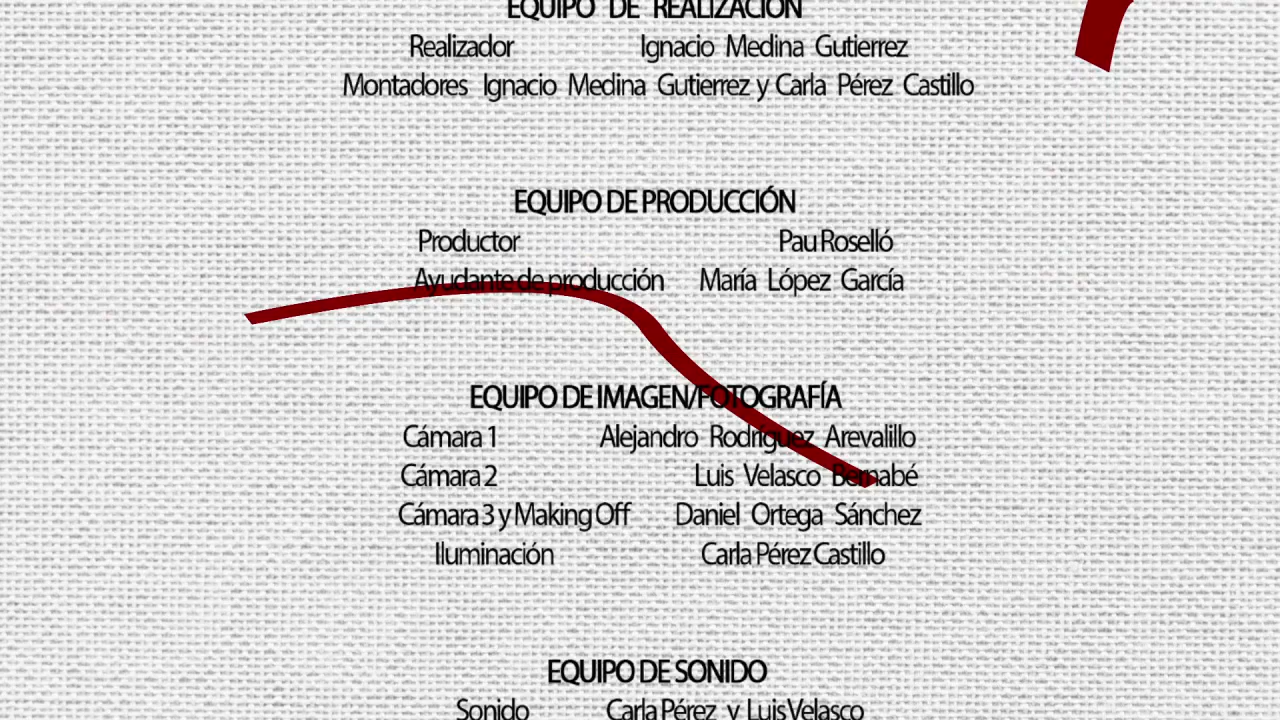 EQUIPO DE REALIZACIÓN
Realizador Ignacio Medina Gutierrez
Montadores Ignacio Medina Gutierrez y Carla Pérez Castillo
EQUIPO DE PRODUCCIÓN
Productor Pau Roselló
Ayudante de producción María López García
EQUIPO DE IMAGEN/FOTOGRAFÍA
Cámara 1 Alejandro Rodríguez Arevalillo
Cámara 2 Luis Velasco Bernabé
Cámara 3 y Making Off Daniel Ortega Sánchez
Iluminación Carla Pérez Castillo
EQUIPO DE SONIDO
Sonido Carla Pérez y Luis Velasco